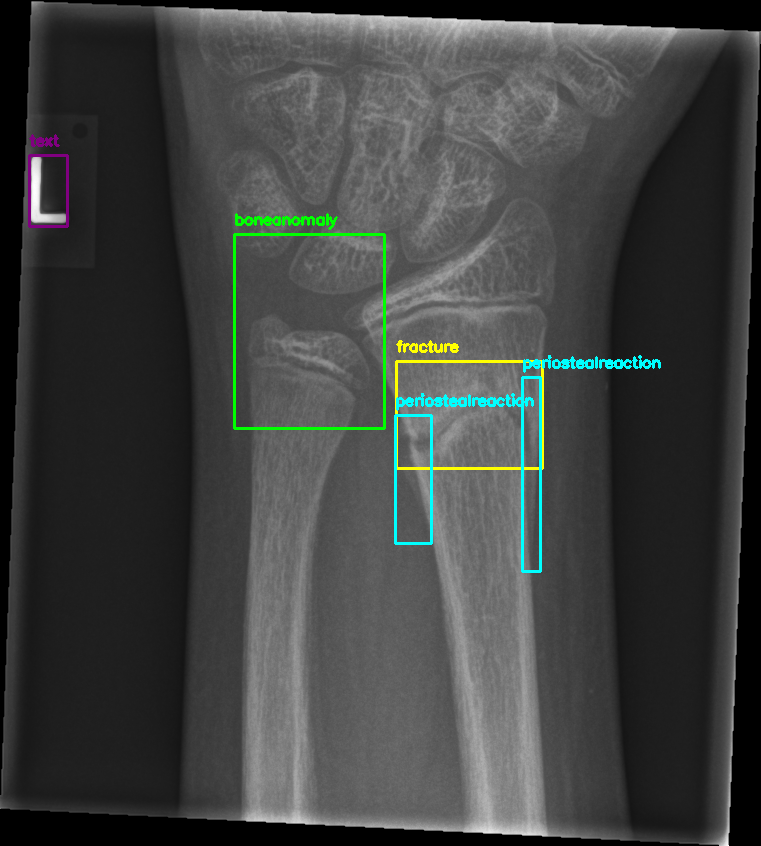 text
L
boneanomaly
fracture
periostealreaction
periostealreaction